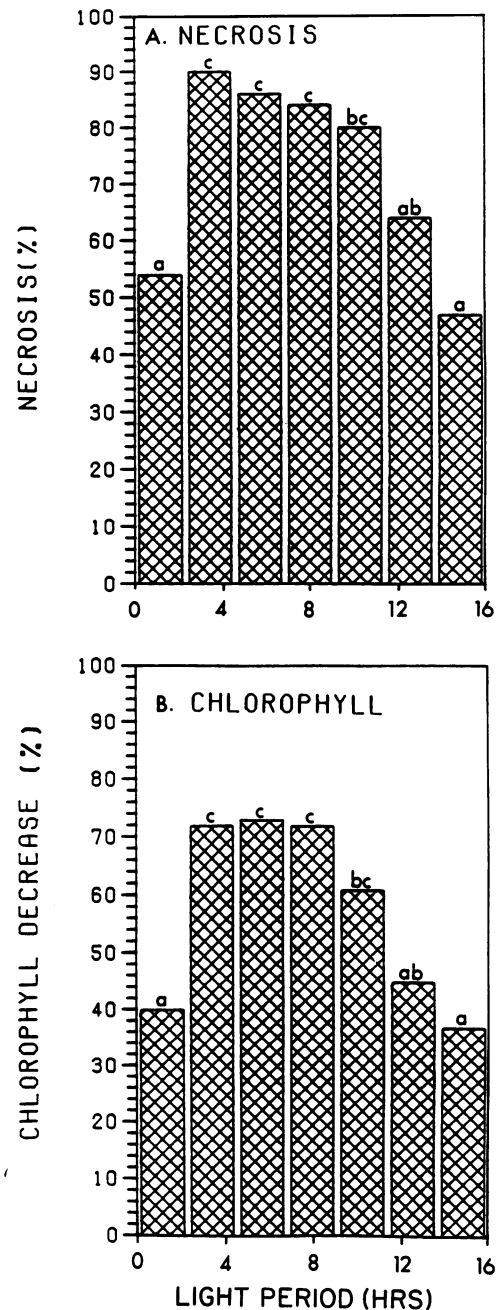 A. NECROSIS
NECROSIS(%)
100
90
80
70
60
50
40
30
20
10
0
a
c
c
c
bc
ab
a
0 4 8 12 16
B. CHLOROPHYLL
CHLOROPHYLL DECREASE (%)
100
90
80
70
60
50
40
30
20
10
0
a
c
c
c
bc
ab
a
0 4 8 12 16
LIGHT PERIOD (HRS)